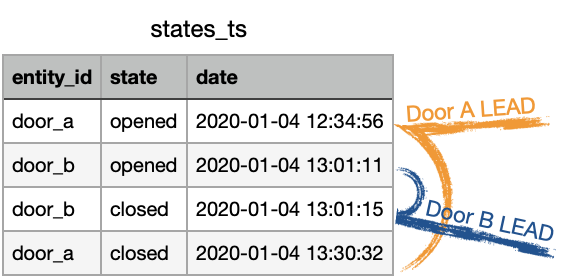 states_ts
entity_id state date
door_a opened 2020-01-04 12:34:56
door_b opened 2020-01-04 13:01:11
door_b closed 2020-01-04 13:01:15
door_a closed 2020-01-04 13:30:32
Door A LEAD
Door B LEAD